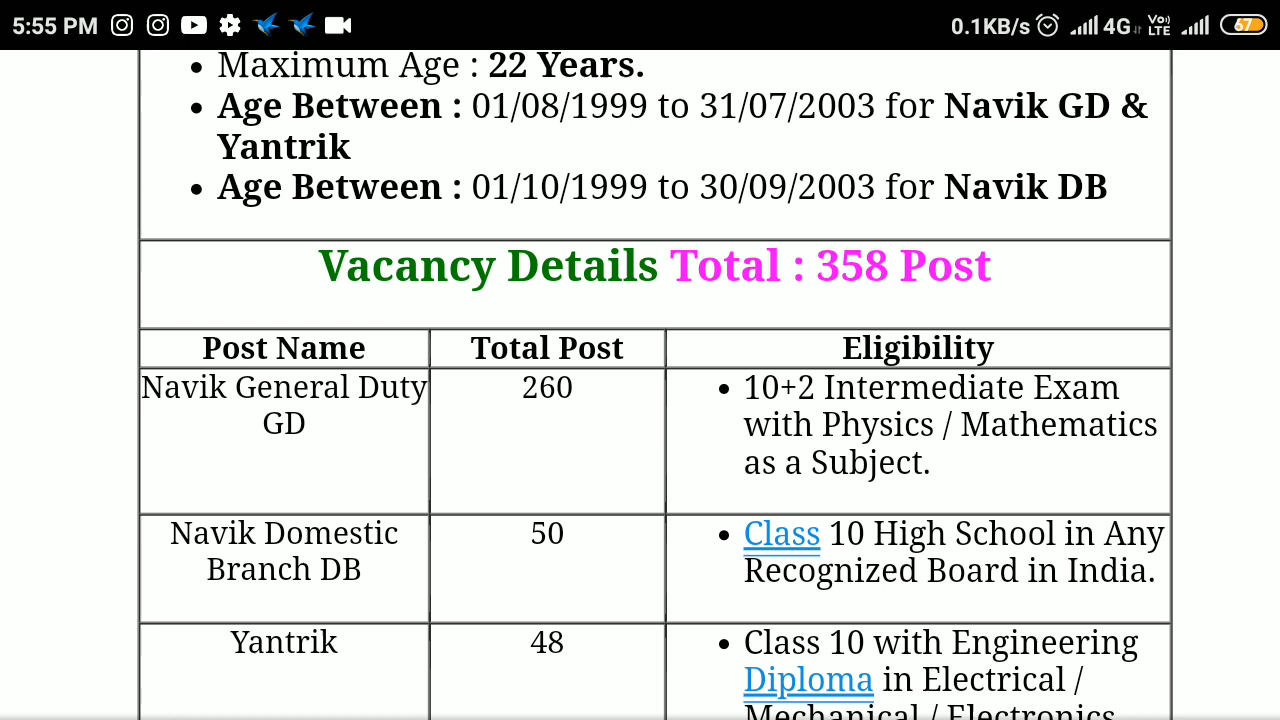 5:55 PM 0.1KB/s 4G Vo) LTE 67
• Maximum Age : 22 Years.
• Age Between : 01/08/1999 to 31/07/2003 for Navik GD &
Yantrik
• Age Between : 01/10/1999 to 30/09/2003 for Navik DB
Vacancy Details Total : 358 Post
Post Name Total Post Eligibility
Navik General Duty 260 • 10+2 Intermediate Exam
GD with Physics / Mathematics
as a Subject.
Navik Domestic 50 • Class 10 High School in Any
Branch DB Recognized Board in India.
Yantrik 48 • Class 10 with Engineering
Diploma in Electrical /
Mechanical / Electronics